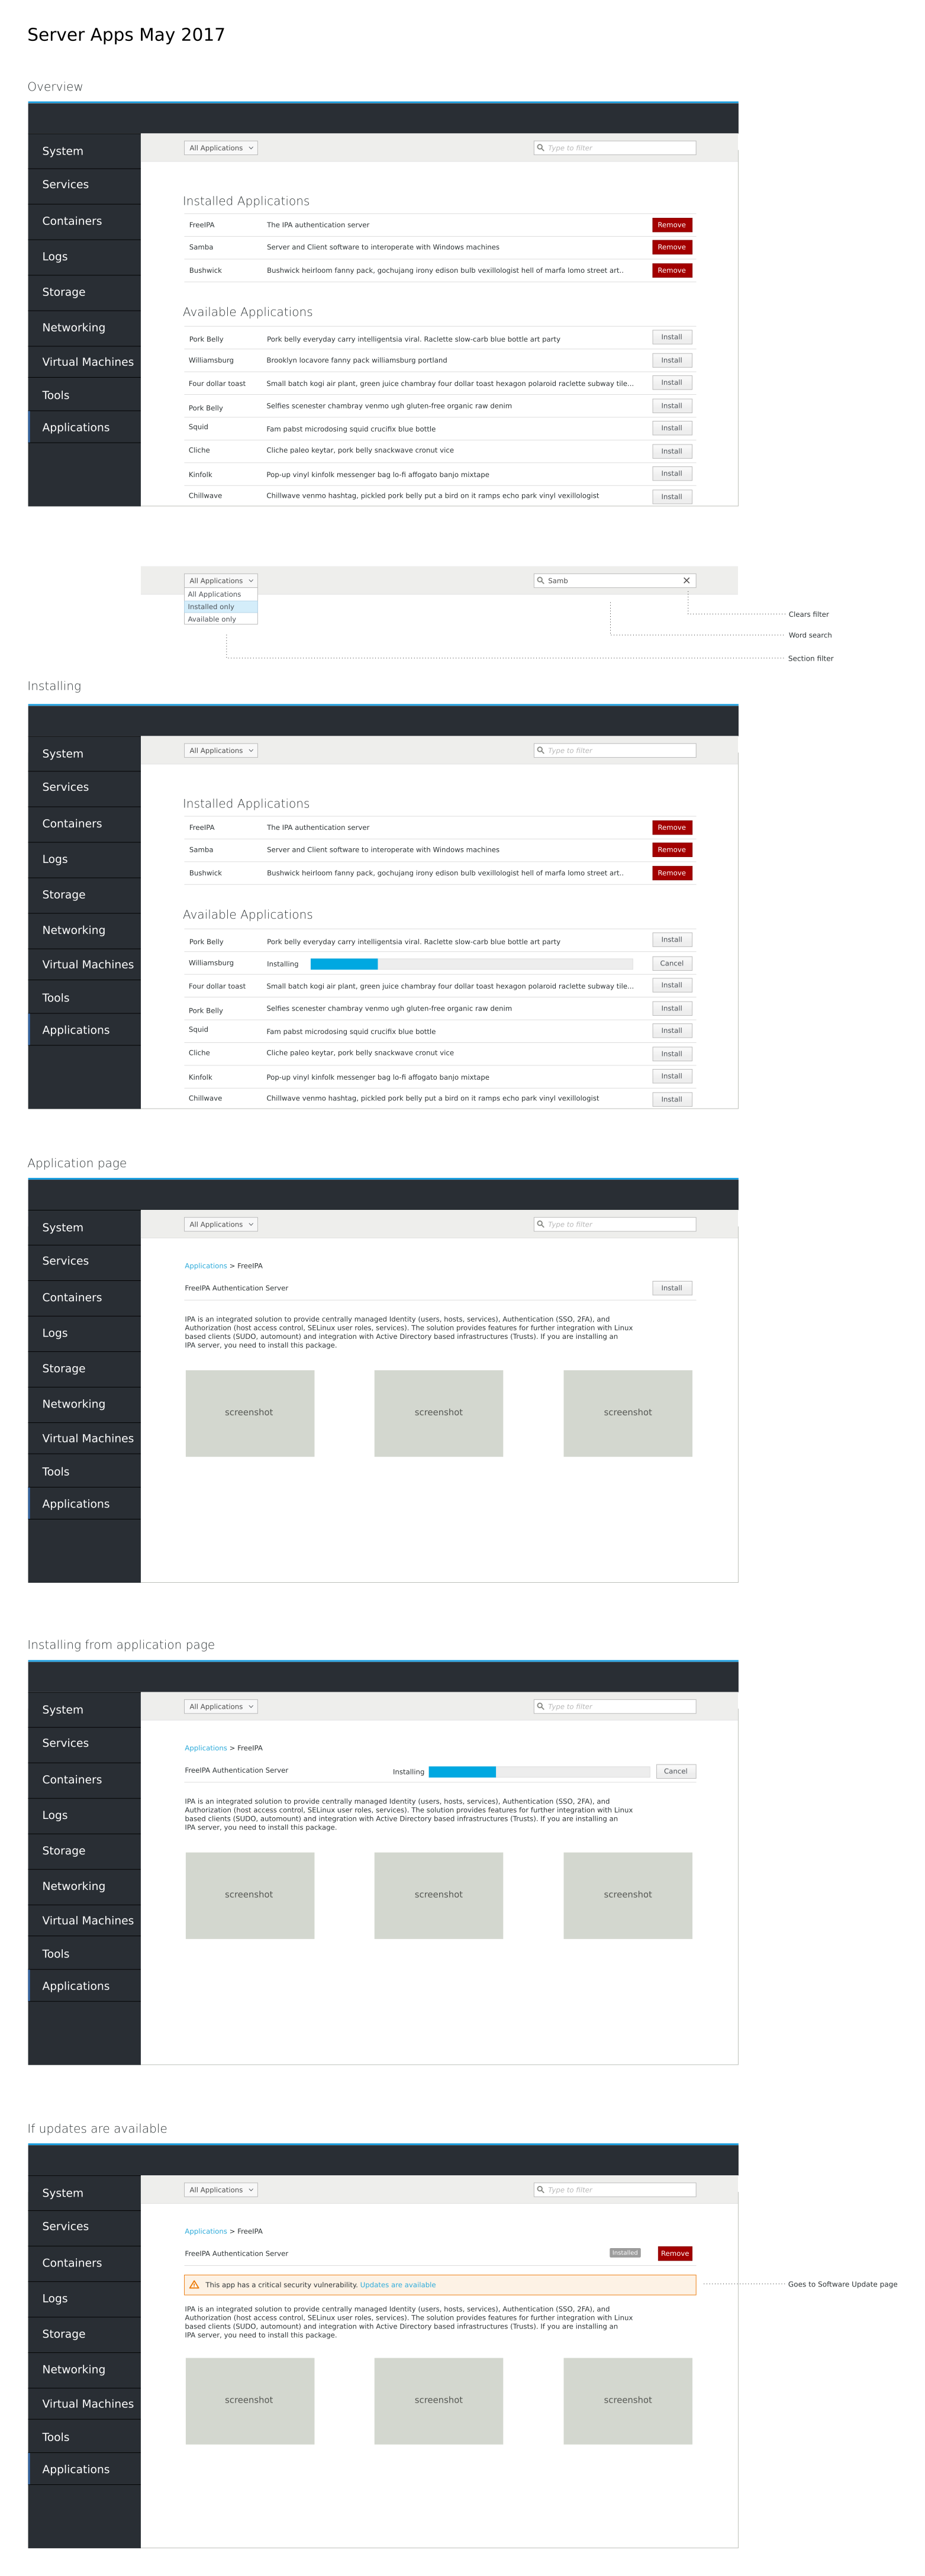 Server Apps May 2017
Overview
System
Services
Containers
Logs
Storage
Networking
Virtual Machines
Tools
Applications
All Applications
Type to filter
Installed Applications
FreeIPA The IPA authentication server Remove
Samba Server and Client software to interoperate with Windows machines Remove
Bushwick Bushwick heirloom fanny pack, gochujang irony edison bulb vexillologist hell of marfa lomo street art.. Remove
Available Applications
Pork Belly Pork belly everyday carry intelligentsia viral. Raclette slow-carb blue bottle art party Install
Williamsburg Brooklyn locavore fanny pack williamsburg portland Install
Four dollar toast Small batch kogi air plant, green juice chambray four dollar toast hexagon polaroid raclette subway tile... Install
Pork Belly Selfies scenester chambray venmo ugh gluten-free organic raw denim Install
Squid Fam pabst microdosing squid crucifix blue bottle Install
Cliche Cliche paleo keytar, pork belly snackwave cronut vice Install
Kinfolk Pop-up vinyl kinfolk messenger bag lo-fi affogato banjo mixtape Install
Chillwave Chillwave venmo hashtag, pickled pork belly put a bird on it ramps echo park vinyl vexillologist Install
All Applications
Samb
All Applications
Installed only
Available only
Clears filter
Word search
Section filter
Installing
System
Services
Containers
Logs
Storage
Networking
Virtual Machines
Tools
Applications
All Applications
Type to filter
Installed Applications
FreeIPA The IPA authentication server Remove
Samba Server and Client software to interoperate with Windows machines Remove
Bushwick Bushwick heirloom fanny pack, gochujang irony edison bulb vexillologist hell of marfa lomo street art.. Remove
Available Applications
Pork Belly Pork belly everyday carry intelligentsia viral. Raclette slow-carb blue bottle art party Install
Williamsburg Installing Cancel
Four dollar toast Small batch kogi air plant, green juice chambray four dollar toast hexagon polaroid raclette subway tile... Install
Pork Belly Selfies scenester chambray venmo ugh gluten-free organic raw denim Install
Squid Fam pabst microdosing squid crucifix blue bottle Install
Cliche Cliche paleo keytar, pork belly snackwave cronut vice Install
Kinfolk Pop-up vinyl kinfolk messenger bag lo-fi affogato banjo mixtape Install
Chillwave Chillwave venmo hashtag, pickled pork belly put a bird on it ramps echo park vinyl vexillologist Install
Application page
System
Services
Containers
Logs
Storage
Networking
Virtual Machines
Tools
Applications
All Applications
Type to filter
Applications > FreeIPA
FreeIPA Authentication Server Install
IPA is an integrated solution to provide centrally managed Identity (users, hosts, services), Authentication (SSO, 2FA), and
Authorization (host access control, SELinux user roles, services). The solution provides features for further integration with Linux
based clients (SUDO, automount) and integration with Active Directory based infrastructures (Trusts). If you are installing an
IPA server, you need to install this package.
screenshot screenshot screenshot
Installing from application page
System
Services
Containers
Logs
Storage
Networking
Virtual Machines
Tools
Applications
All Applications
Type to filter
Applications > FreeIPA
FreeIPA Authentication Server Installing Cancel
IPA is an integrated solution to provide centrally managed Identity (users, hosts, services), Authentication (SSO, 2FA), and
Authorization (host access control, SELinux user roles, services). The solution provides features for further integration with Linux
based clients (SUDO, automount) and integration with Active Directory based infrastructures (Trusts). If you are installing an
IPA server, you need to install this package.
screenshot screenshot screenshot
If updates are available
System
Services
Containers
Logs
Storage
Networking
Virtual Machines
Tools
Applications
All Applications
Type to filter
Applications > FreeIPA
FreeIPA Authentication Server Installed Remove
This app has a critical security vulnerability. Updates are available
Goes to Software Update page
IPA is an integrated solution to provide centrally managed Identity (users, hosts, services), Authentication (SSO, 2FA), and
Authorization (host access control, SELinux user roles, services). The solution provides features for further integration with Linux
based clients (SUDO, automount) and integration with Active Directory based infrastructures (Trusts). If you are installing an
IPA server, you need to install this package.
screenshot screenshot screenshot